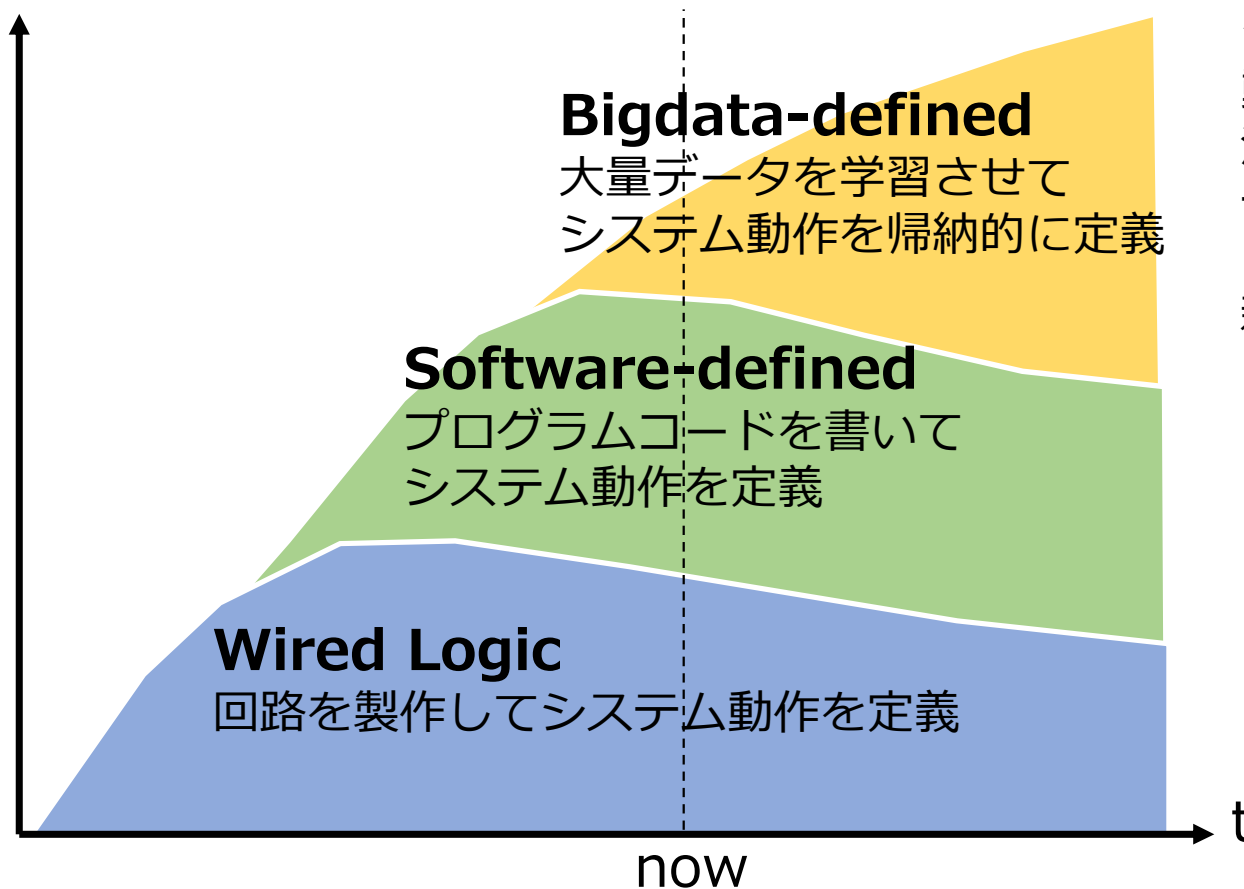 Bigdata-defined
大量データを学習させて
システム動作を帰納的に定義
Software-defined
プログラムコードを書いて
システム動作を定義
Wired Logic
回路を製作してシステム動作を定義
now